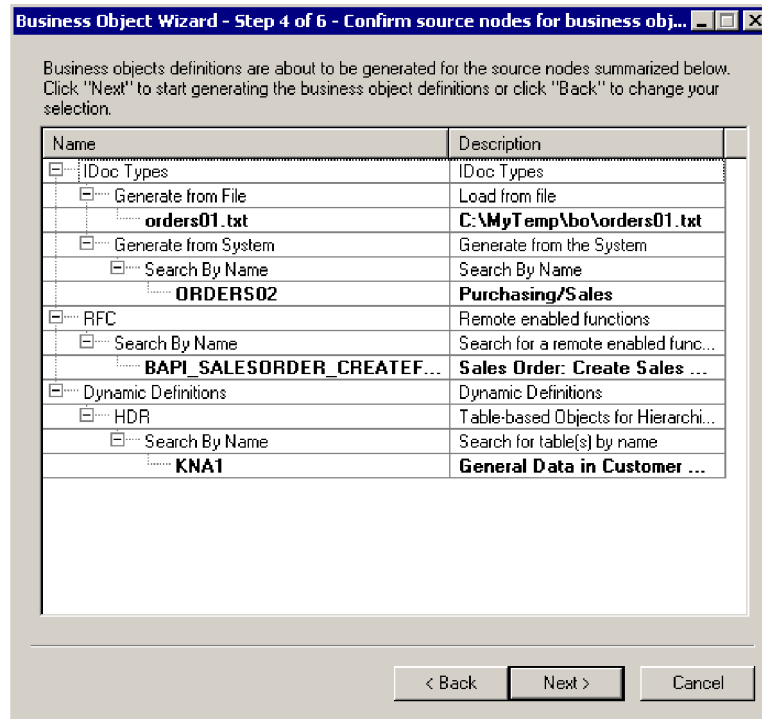 Business Object Wizard - Step 4 of 6 - Confirm source nodes for business obj...
Business objects definitions are about to be generated for the source nodes summarized below.
Click "Next" to start generating the business object definitions or click "Back" to change your
selection.
Name Description
IDoc Types IDoc Types
Generate from File Load from file
orders01.txt C:\MyTemp\bo\orders01.txt
Generate from System Generate from the System
Search By Name Search By Name
ORDERS02 Purchasing/Sales
RFC Remote enabled functions
Search By Name Search for a remote enabled func...
BAPI_SALESORDER_CREATEF... Sales Order: Create Sales ...
Dynamic Definitions Dynamic Definitions
HDR Table-based Objects for Hierarchi...
Search By Name Search for table(s) by name
KNA1 General Data in Customer ...
< Back Next > Cancel